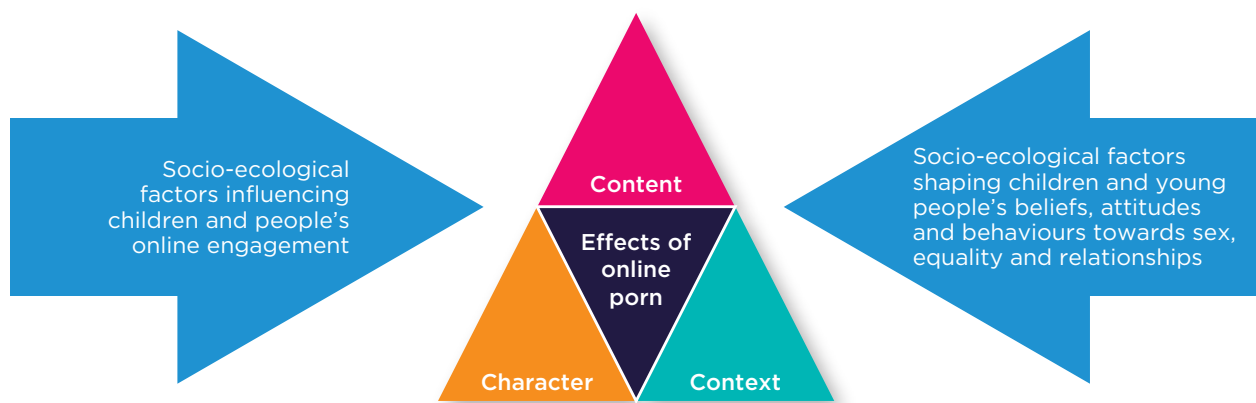 Socio-ecological
factors influencing
children and people's
online engagement
Content
Effects of
online
porn
Character
Context
Socio-ecological factors
shaping children and young
people's beliefs, attitudes
and behaviours towards sex,
equality and relationships